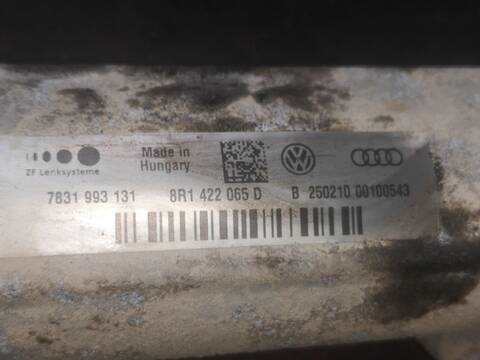 ZF Lenksysteme
Made in
Hungary
7831 993 131
8R1 422 065 D
B 250210 00100543